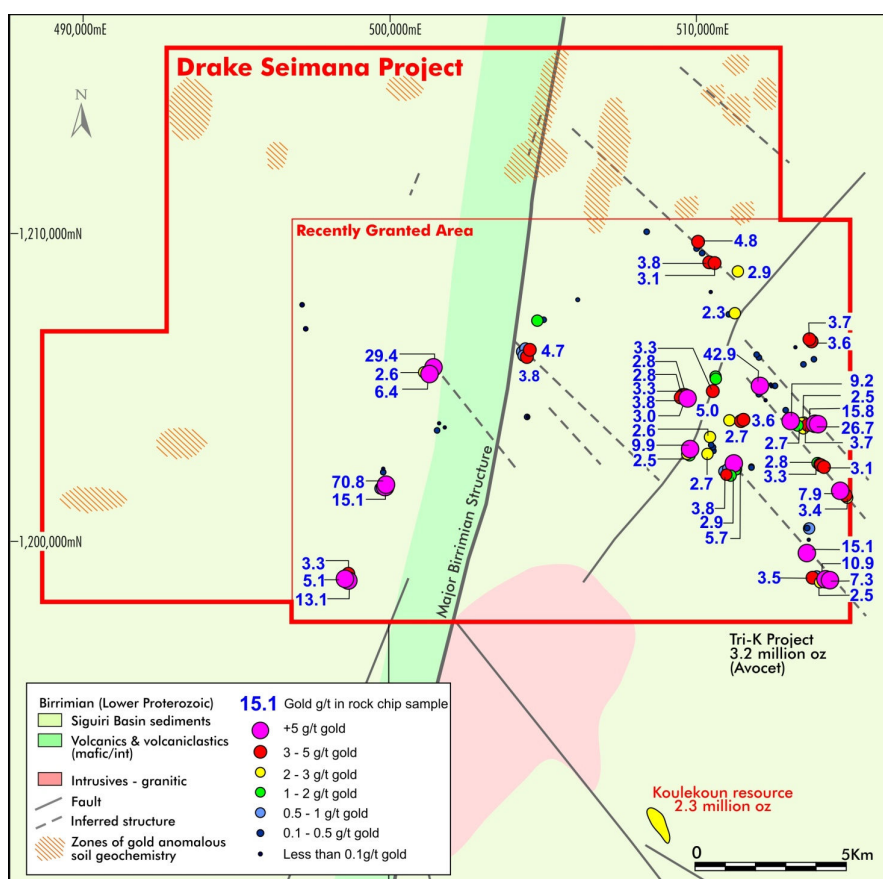 490,000mE
500,000mE
510,000mE
Drake Seimana Project
N
1,210,000mN
Recently Granted Area
4.8
3.8
3.1
2.9
2.3
3.7
3.6
29.4
2.6
6.4
4.7
3.8
3.3
2.8
2.8
3.3
3.8
3.0
42.9
5.0
9.2
2.5
15.8
26.7
3.7
3.6
2.7
2.7
2.6
9.9
2.5
2.7
2.8
3.3
3.1
70.8
15.1
3.8
2.9
5.7
7.9
3.4
1,200,000mN
Major Birrimian Structure
15.1
10.9
3.3
5.1
13.1
3.5
7.3
2.5
Tri-K Project
3.2 million oz
(Avocet)
Birrimian (Lower Proterozoic)
Siguiri Basin sediments
Volcanics & volcaniclastics
(mafic/int)
Intrusives - granitic
Fault
Inferred structure
Zones of gold anomalous
soil geochemistry
15.1 Gold g/t in rock chip sample
+5 g/t gold
3 - 5 g/t gold
2 - 3 g/t gold
1 - 2 g/t gold
0.5 - 1 g/t gold
0.1 - 0.5 g/t gold
Less than 0.1g/t gold
Koulekoun resource
2.3 million oz
0
5Km